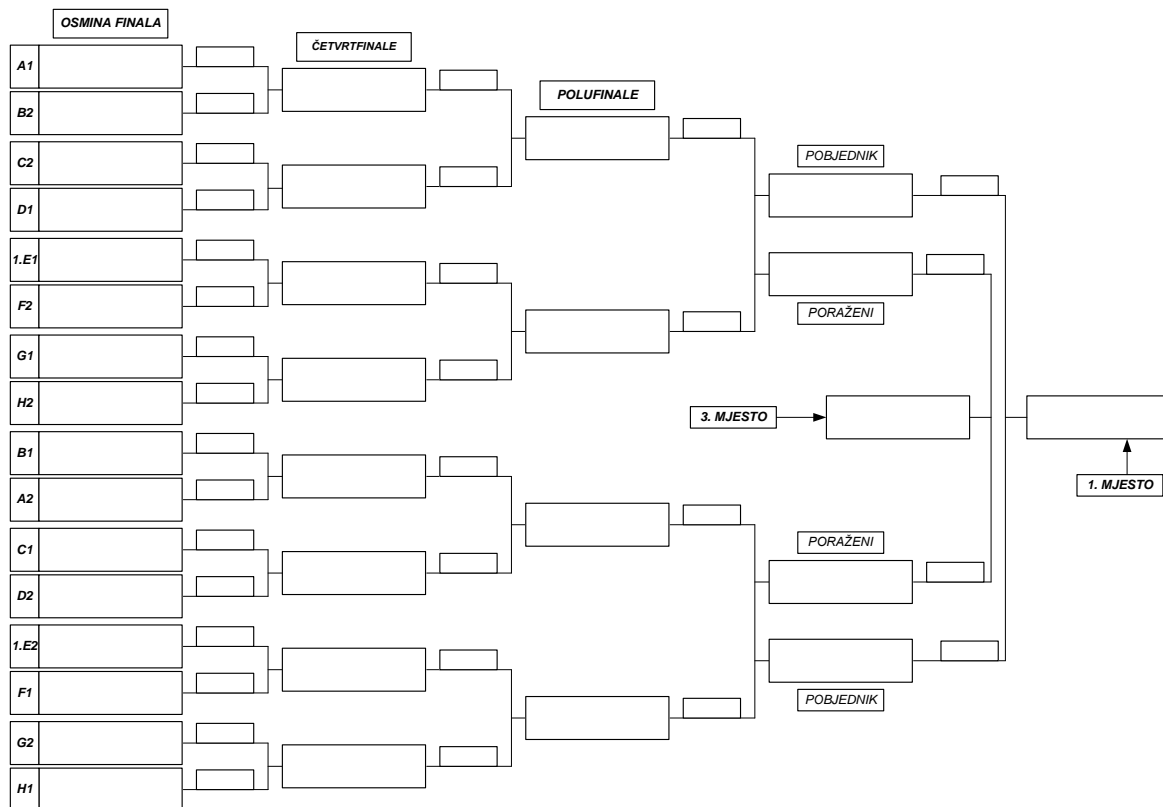 OSMINA FINALA
ČETVRTFINALE
POLUFINALE
A1
B2
C2
D1
1.E1
F2
G1
H2
B1
A2
C1
D2
1.E2
F1
G2
H1
POBJEDNIK
PORAŽENI
3. MJESTO
1. MJESTO
PORAŽENI
POBJEDNIK